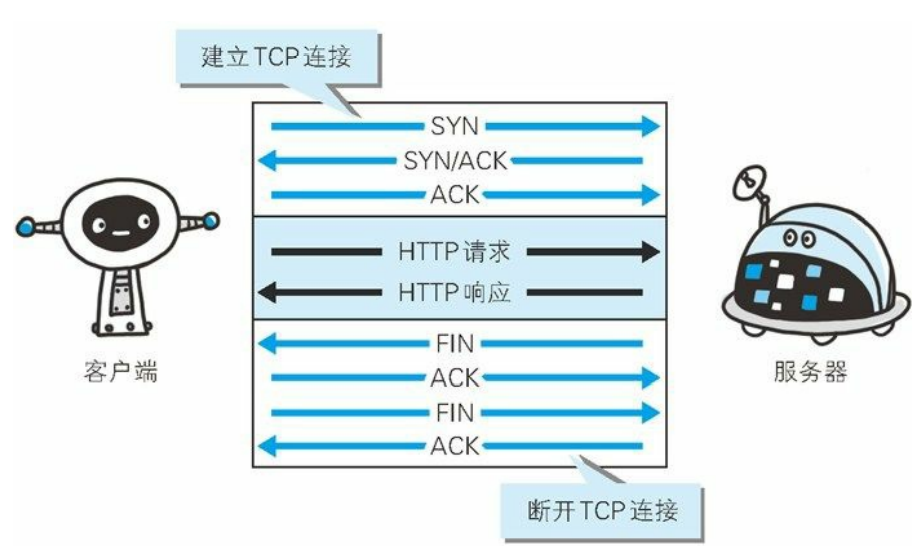 建立TCP连接
SYN
SYN/ACK
ACK
HTTP请求
HTTP响应
FIN
ACK
FIN
ACK
客户端
服务器
断开TCP连接